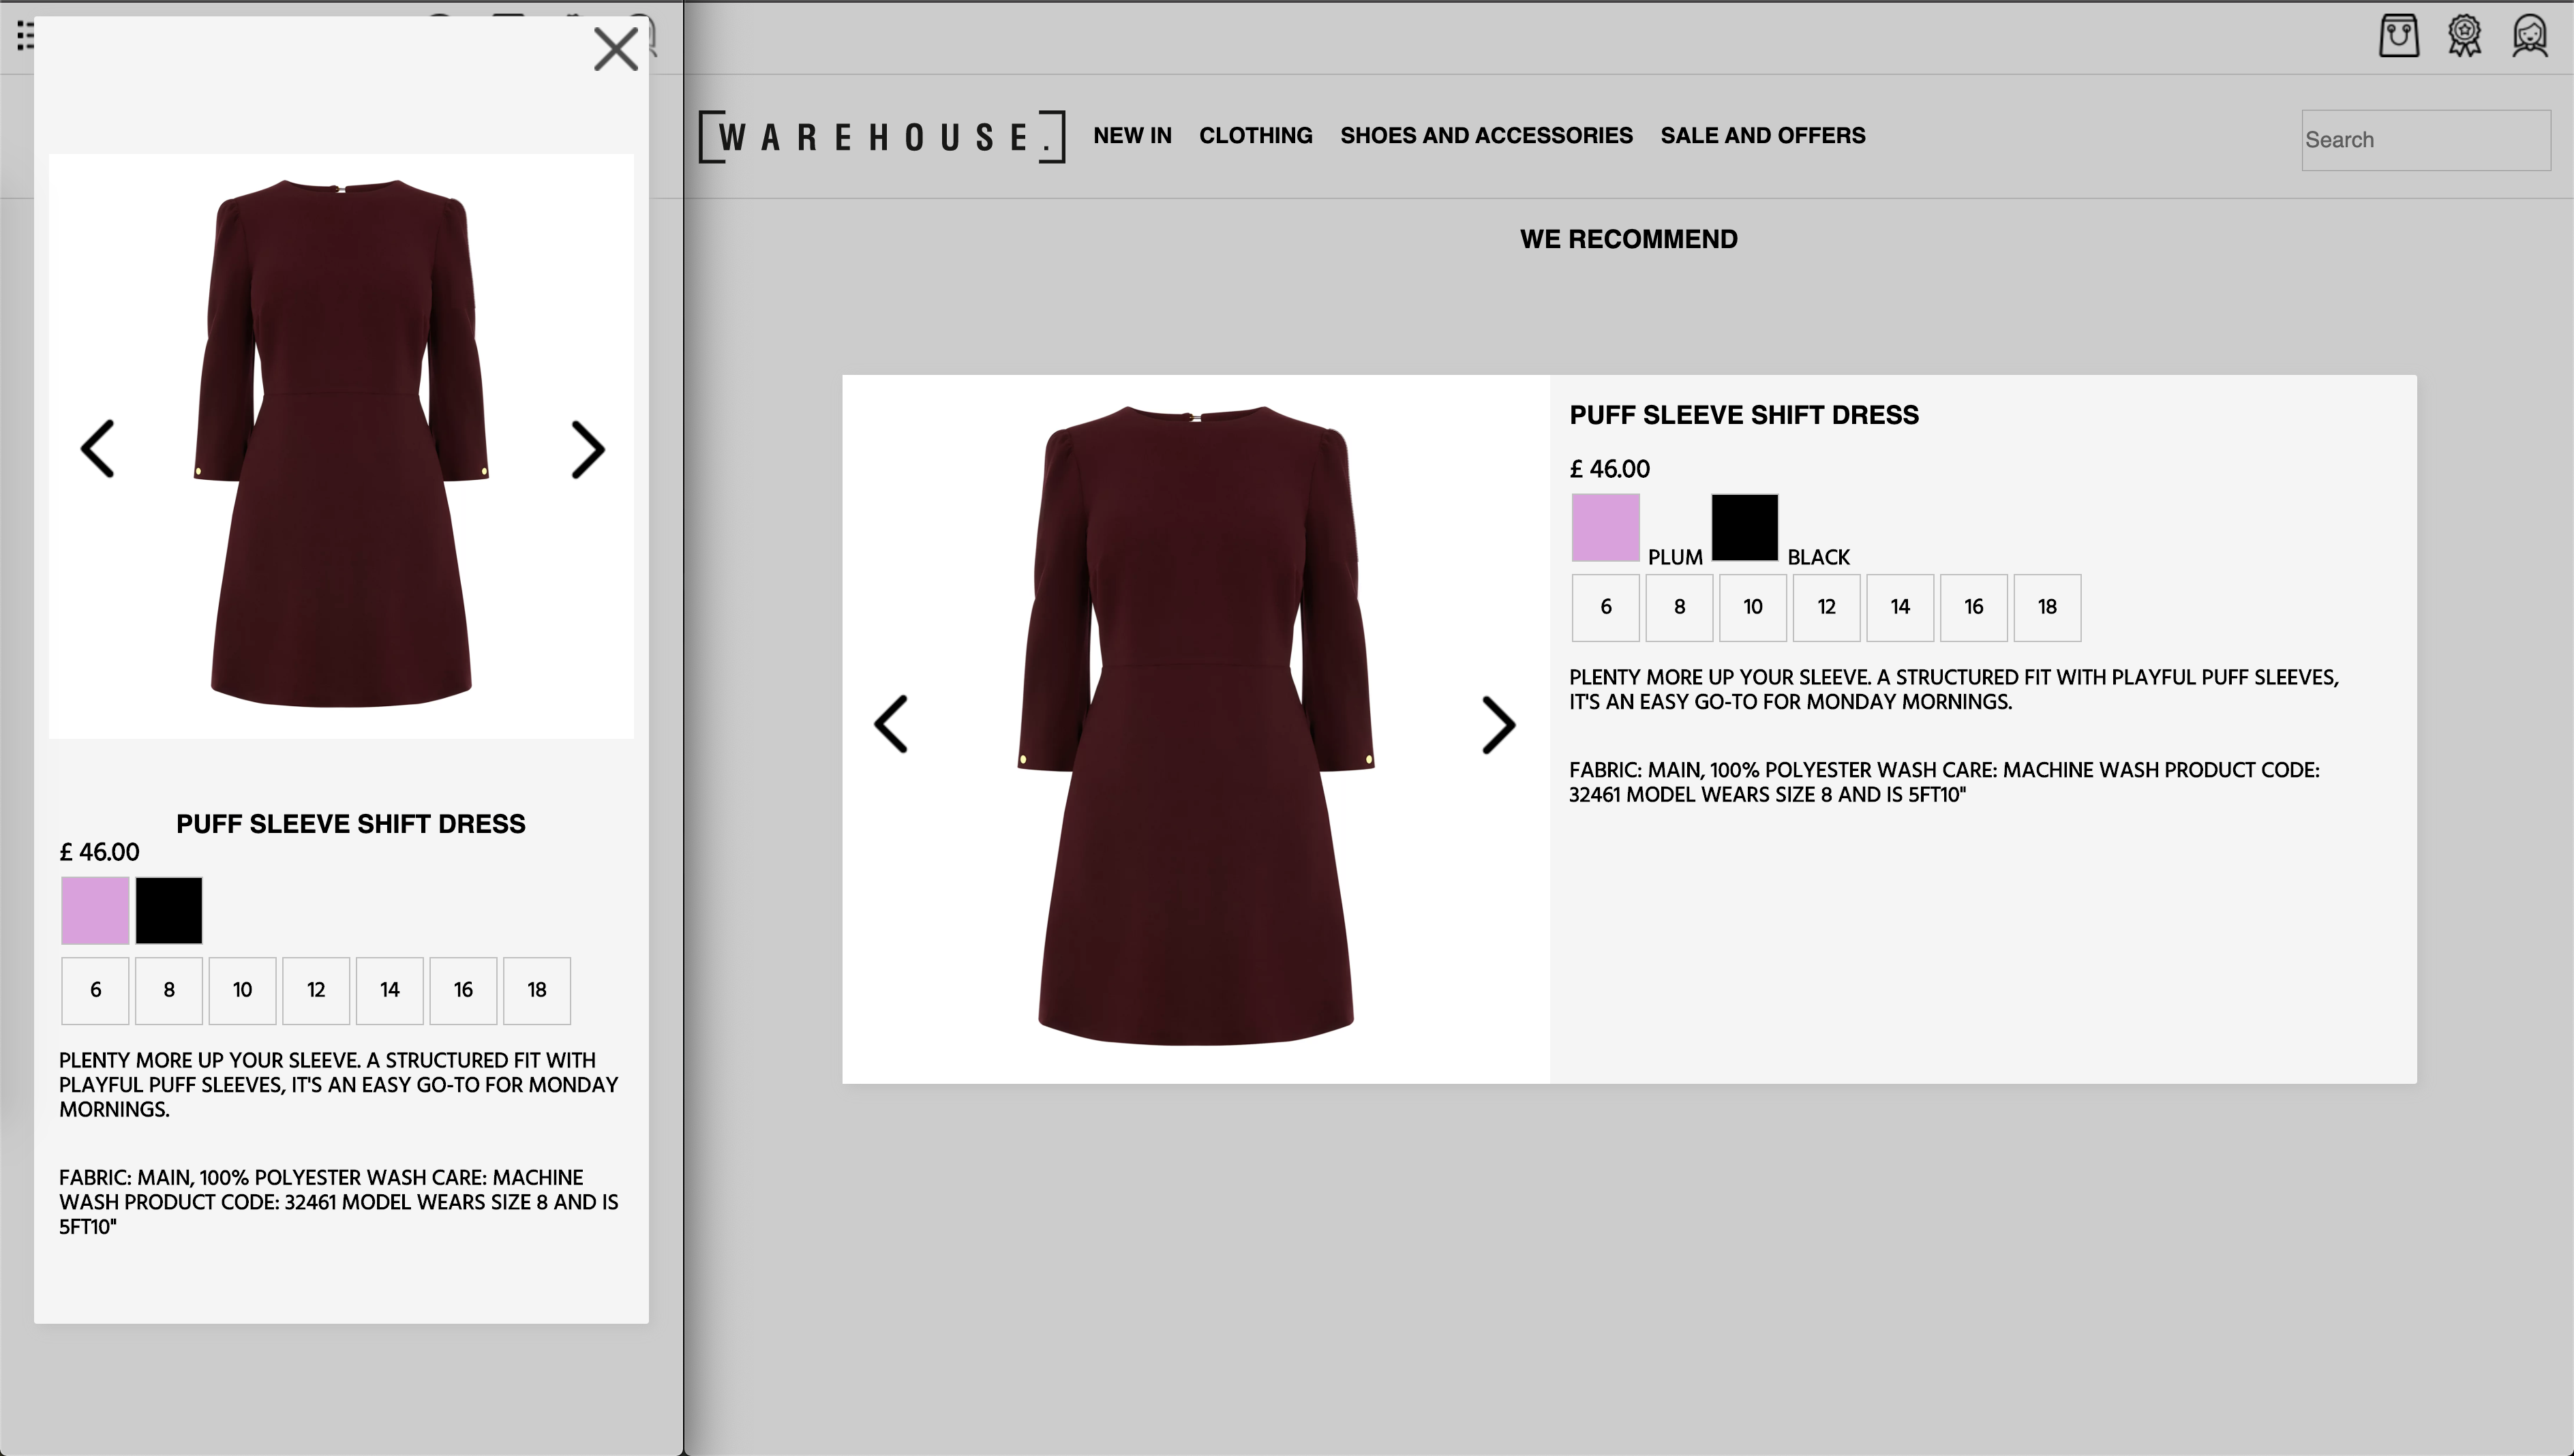 PUFF SLEEVE SHIFT DRESS
£ 46.00
6 8 10 12 14 16 18
PLENTY MORE UP YOUR SLEEVE. A STRUCTURED FIT WITH
PLAYFUL PUFF SLEEVES, IT'S AN EASY GO-TO FOR MONDAY
MORNINGS.
FABRIC: MAIN, 100% POLYESTER WASH CARE: MACHINE
WASH PRODUCT CODE: 32461 MODEL WEARS SIZE 8 AND IS
5FT10"
[WAREHOUSE.] NEW IN CLOTHING SHOES AND ACCESSORIES SALE AND OFFERS Search
WE RECOMMEND
PUFF SLEEVE SHIFT DRESS
£ 46.00
PLUM BLACK
6 8 10 12 14 16 18
PLENTY MORE UP YOUR SLEEVE. A STRUCTURED FIT WITH PLAYFUL PUFF SLEEVES,
IT'S AN EASY GO-TO FOR MONDAY MORNINGS.
FABRIC: MAIN, 100% POLYESTER WASH CARE: MACHINE WASH PRODUCT CODE:
32461 MODEL WEARS SIZE 8 AND IS 5FT10"